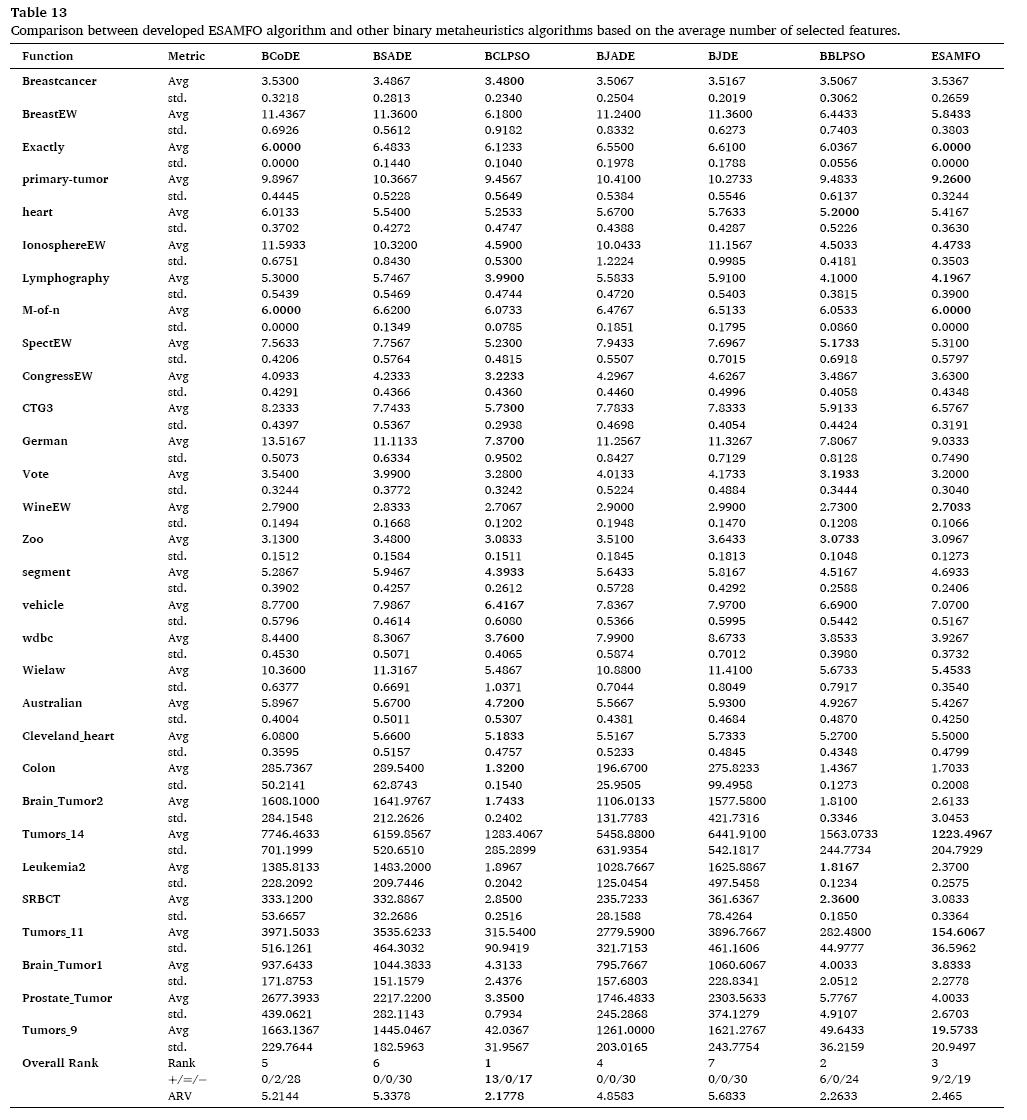 Table 13
Comparison between developed ESAMFO algorithm and other binary metaheuristics algorithms based on the average number of selected features.
Function Metric BCoDE BSADE BCLPSO BJADE BJDE BBLPSO ESAMFO
Breastcancer Avg 3.5300 3.4867 3.4800 3.5067 3.5167 3.5067 3.5367
std. 0.3218 0.2813 0.2340 0.2504 0.2019 0.3062 0.2659
BreastEW Avg 11.4367 11.3600 6.1800 11.2400 11.3600 6.4433 5.8433
std. 0.6926 0.5612 0.9182 0.8332 0.6273 0.7403 0.3803
Exactly Avg 6.0000 6.4833 6.1233 6.5500 6.6100 6.0367 6.0000
std. 0.0000 0.1440 0.1040 0.1978 0.1788 0.0556 0.0000
primary-tumor Avg 9.8967 10.3667 9.4567 10.4100 10.2733 9.4833 9.2600
std. 0.4445 0.5228 0.5649 0.5384 0.5546 0.6137 0.3244
heart Avg 6.0133 5.5400 5.2533 5.6700 5.7633 5.2000 5.4167
std. 0.3702 0.4272 0.4747 0.4388 0.4287 0.5226 0.3630
IonosphereEW Avg 11.5933 10.3200 4.5900 10.0433 11.1567 4.5033 4.4733
std. 0.6751 0.8430 0.5300 1.2224 0.9985 0.4181 0.3503
Lymphography Avg 5.3000 5.7467 3.9900 5.5833 5.9100 4.1000 4.1967
std. 0.5439 0.5469 0.4744 0.4720 0.5403 0.3815 0.3900
M-of-n Avg 6.0000 6.6200 6.0733 6.4767 6.5133 6.0533 6.0000
std. 0.0000 0.1349 0.0785 0.1851 0.1795 0.0860 0.0000
SpectEW Avg 7.5633 7.7567 5.2300 7.9433 7.6967 5.1733 5.3100
std. 0.4206 0.5764 0.4815 0.5507 0.7015 0.6918 0.5797
CongressEW Avg 4.0933 4.2333 3.2233 4.2967 4.6267 3.4867 3.6300
std. 0.4291 0.4366 0.4360 0.4460 0.4996 0.4058 0.4348
CTG3 Avg 8.2333 7.7433 5.7300 7.7833 7.8333 5.9133 6.5767
std. 0.4397 0.5367 0.2938 0.4698 0.4054 0.4424 0.3191
German Avg 13.5167 11.1133 7.3700 11.2567 11.3267 7.8067 9.0333
std. 0.5073 0.6334 0.9502 0.8427 0.7129 0.8128 0.7490
Vote Avg 3.5400 3.9900 3.2800 4.0133 4.1733 3.1933 3.2000
std. 0.3244 0.3772 0.3242 0.5224 0.4884 0.3444 0.3040
WineEW Avg 2.7900 2.8333 2.7067 2.9000 2.9900 2.7300 2.7033
std. 0.1494 0.1668 0.1202 0.1948 0.1470 0.1208 0.1066
Zoo Avg 3.1300 3.4800 3.0833 3.5100 3.6433 3.0733 3.0967
std. 0.1512 0.1584 0.1511 0.1845 0.1813 0.1048 0.1273
segment Avg 5.2867 5.9467 4.3933 5.6433 5.8167 4.5167 4.6933
std. 0.3902 0.4257 0.2612 0.5728 0.4292 0.2588 0.2406
vehicle Avg 8.7700 7.9867 6.4167 7.8367 7.9700 6.6900 7.0700
std. 0.5796 0.4614 0.6080 0.5366 0.5995 0.5442 0.5167
wdbc Avg 8.4400 8.3067 3.7600 7.9900 8.6733 3.8533 3.9267
std. 0.4530 0.5071 0.4065 0.5874 0.7012 0.3980 0.3732
Wielaw Avg 10.3600 11.3167 5.4867 10.8800 11.4100 5.6733 5.4533
std. 0.6377 0.6691 1.0371 0.7044 0.8049 0.7917 0.3540
Australian Avg 5.8967 5.6700 4.7200 5.5667 5.9300 4.9267 5.4267
std. 0.4004 0.5011 0.5307 0.4381 0.4684 0.4870 0.4250
Cleveland_heart Avg 6.0800 5.6600 5.1833 5.5167 5.7333 5.2700 5.5000
std. 0.3595 0.5157 0.4757 0.5233 0.4845 0.4348 0.4799
Colon Avg 285.7367 289.5400 1.3200 196.6700 275.8233 1.4367 1.7033
std. 50.2141 62.8743 0.1540 25.9505 99.4958 0.1273 0.2008
Brain_Tumor2 Avg 1608.1000 1641.9767 1.7433 1106.0133 1577.5800 1.8100 2.6133
std. 284.1548 212.2626 0.2402 131.7783 421.7316 0.3346 3.0453
Tumors_14 Avg 7746.4633 6159.8567 1283.4067 5458.8800 6441.9100 1563.0733 1223.4967
std. 701.1999 520.6510 285.2899 631.9354 542.1817 244.7734 204.7929
Leukemia2 Avg 1385.8133 1483.2000 1.8967 1028.7667 1625.8867 1.8167 2.3700
std. 228.2092 209.7446 0.2042 125.0454 497.5458 0.1234 0.2575
SRBCT Avg 333.1200 332.8867 2.8500 235.7233 361.6367 2.3600 3.0833
std. 53.6657 32.2686 0.2516 28.1588 78.4264 0.1850 0.3364
Tumors_11 Avg 3971.5033 3535.6233 315.5400 2779.5900 3896.7667 282.4800 154.6067
std. 516.1261 464.3032 90.9419 321.7153 461.1606 44.9777 36.5962
Brain_Tumor1 Avg 937.6433 1044.3833 4.3133 795.7667 1060.6067 4.0033 3.8333
std. 171.8753 151.1579 2.4376 157.6803 228.8341 2.0512 2.2778
Prostate_Tumor Avg 2677.3933 2217.2200 3.3500 1746.4833 2303.5633 5.7767 4.0033
std. 439.0621 282.1143 0.7934 245.2868 374.1279 4.9107 2.6703
Tumors_9 Avg 1663.1367 1445.0467 42.0367 1261.0000 1621.2767 49.6433 19.5733
std. 229.7644 182.5963 31.9567 203.0165 243.7754 36.2159 20.9497
Overall Rank Rank 5 6 1 4 7 2 3
+/=/− 0/2/28 0/0/30 13/0/17 0/0/30 0/0/30 6/0/24 9/2/19
ARV 5.2144 5.3378 2.1778 4.8583 5.6833 2.2633 2.465